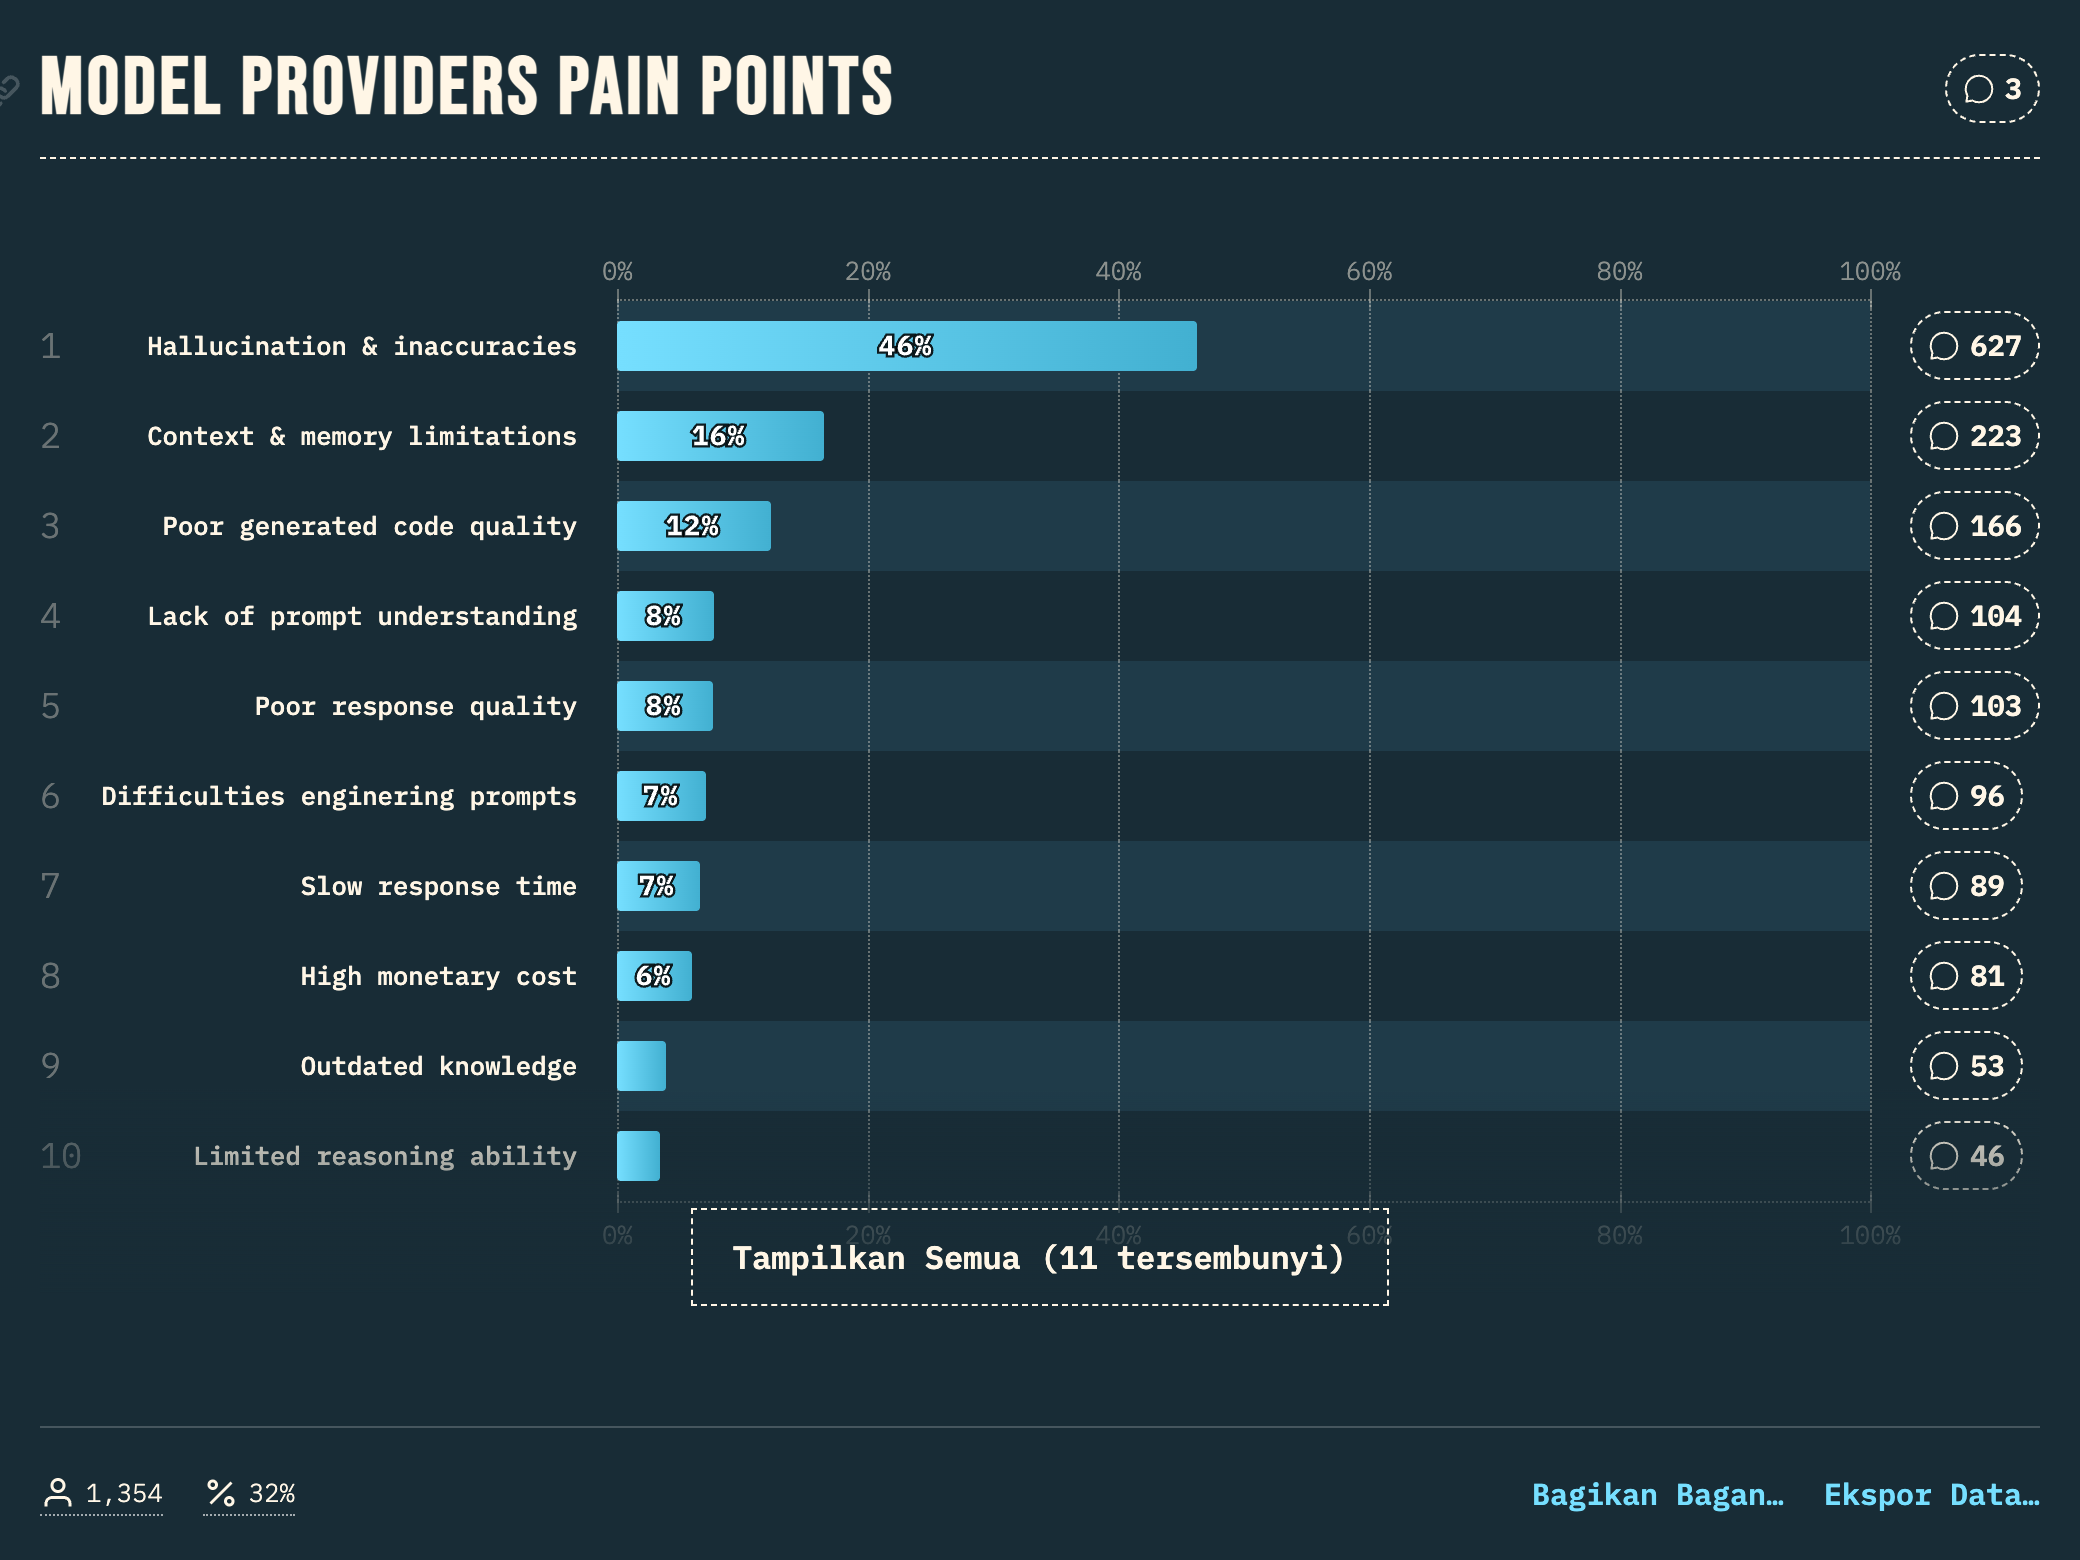 MODEL PROVIDERS PAIN POINTS
3
0% 20% 40% 60% 80% 100%
1 Hallucination & inaccuracies 46% 627
2 Context & memory limitations 16% 223
3 Poor generated code quality 12% 166
4 Lack of prompt understanding 8% 104
5 Poor response quality 8% 103
6 Difficulties enginering prompts 7% 96
7 Slow response time 7% 89
8 High monetary cost 6% 81
9 Outdated knowledge 53
10 Limited reasoning ability 46
0% 20% 40% 60% 80% 100%
Tampilkan Semua (11 tersembunyi)
1,354 32% Bagikan Bagan… Ekspor Data…